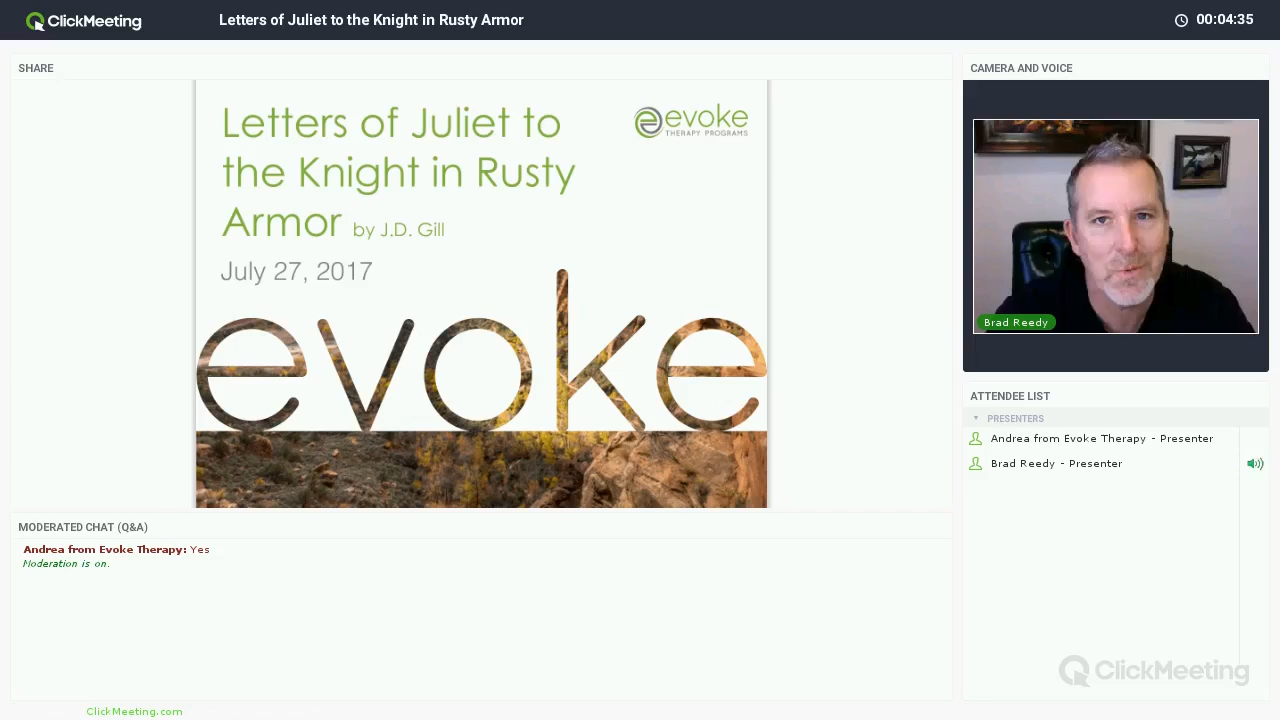 ClickMeeting
Letters of Juliet to the Knight in Rusty Armor
00:04:35
SHARE
Letters of Juliet to
the Knight in Rusty
Armor by J.D. Gill
evoke
THERAPY PROGRAMS
July 27, 2017
evoke
CAMERA AND VOICE
Brad Reedy
ATTENDEE LIST
PRESENTERS
Andrea from Evoke Therapy - Presenter
Brad Reedy - Presenter
MODERATED CHAT (Q&A)
Andrea from Evoke Therapy: Yes
Moderation is on.
ClickMeeting
ClickMeeting.com